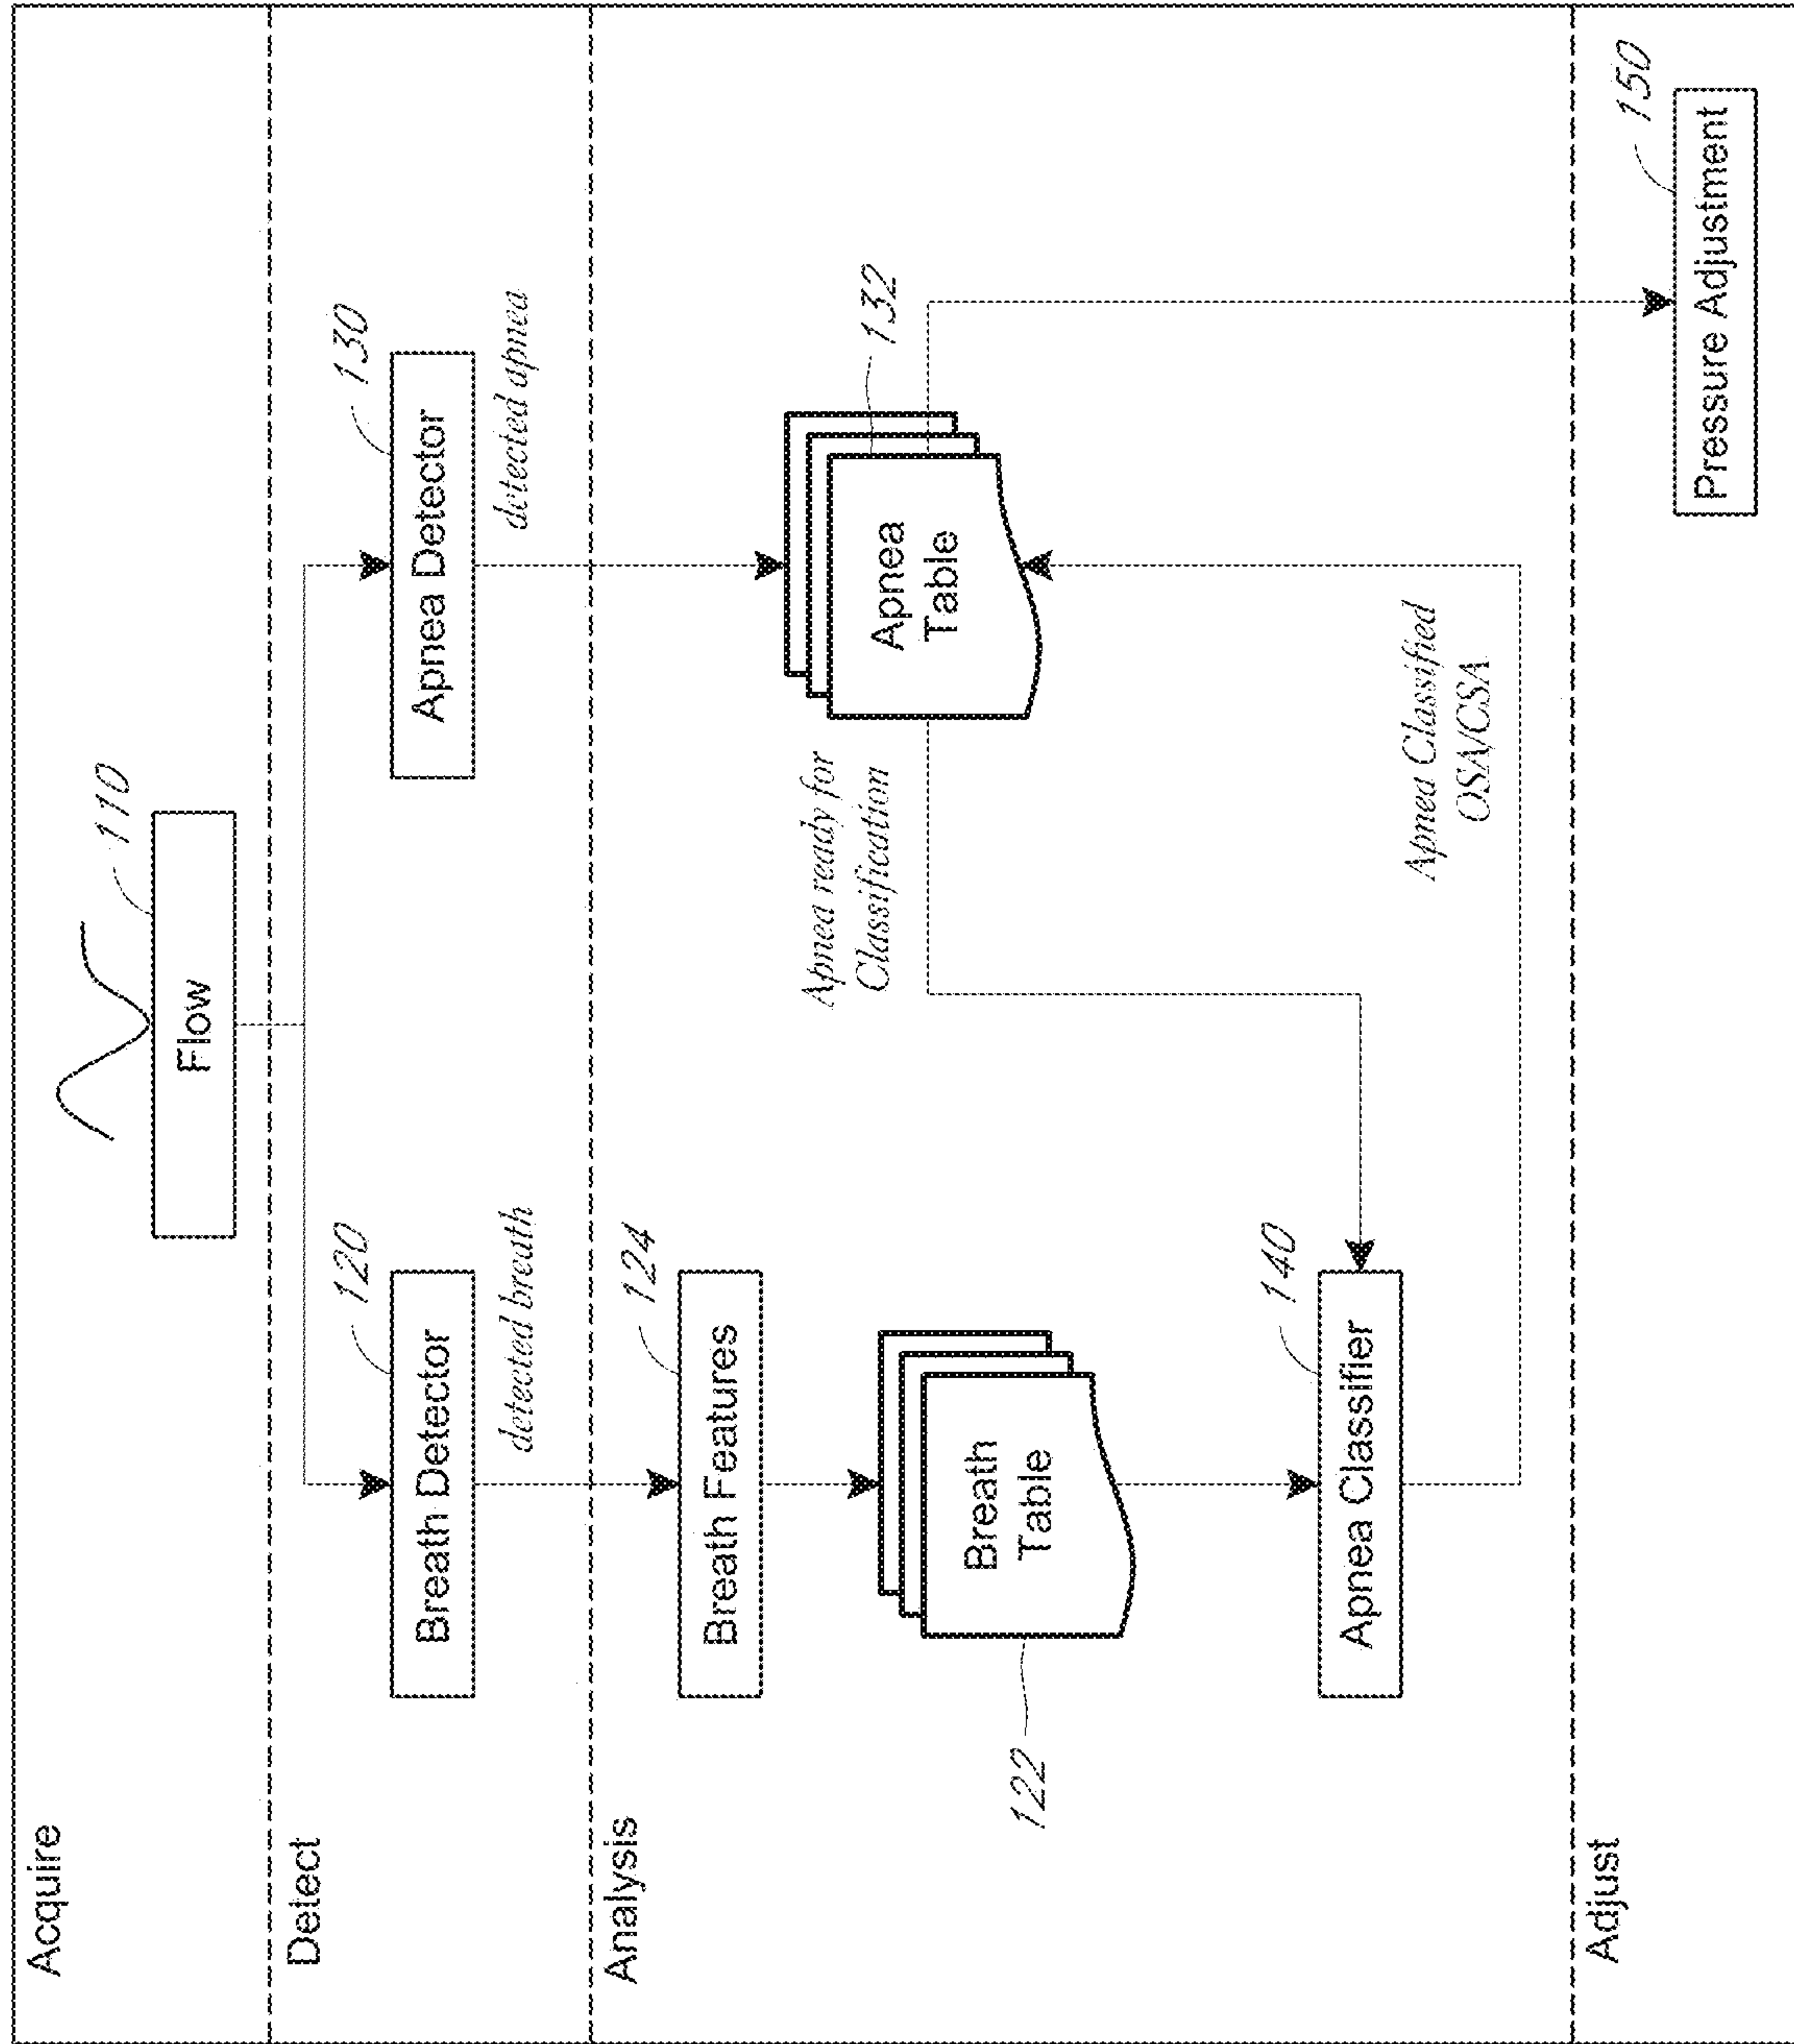 Acquire
110
Flow
Detect
120
Breath Detector
detected breath
130
Apnea Detector
detected apnea
Analysis
124
Breath Features
Breath
Table
122
132
Apnea
Table
Apnea ready for
Classification
140
Apnea Classifier
Apnea Classified
OSA/CSA
Adjust
150
Pressure Adjustment